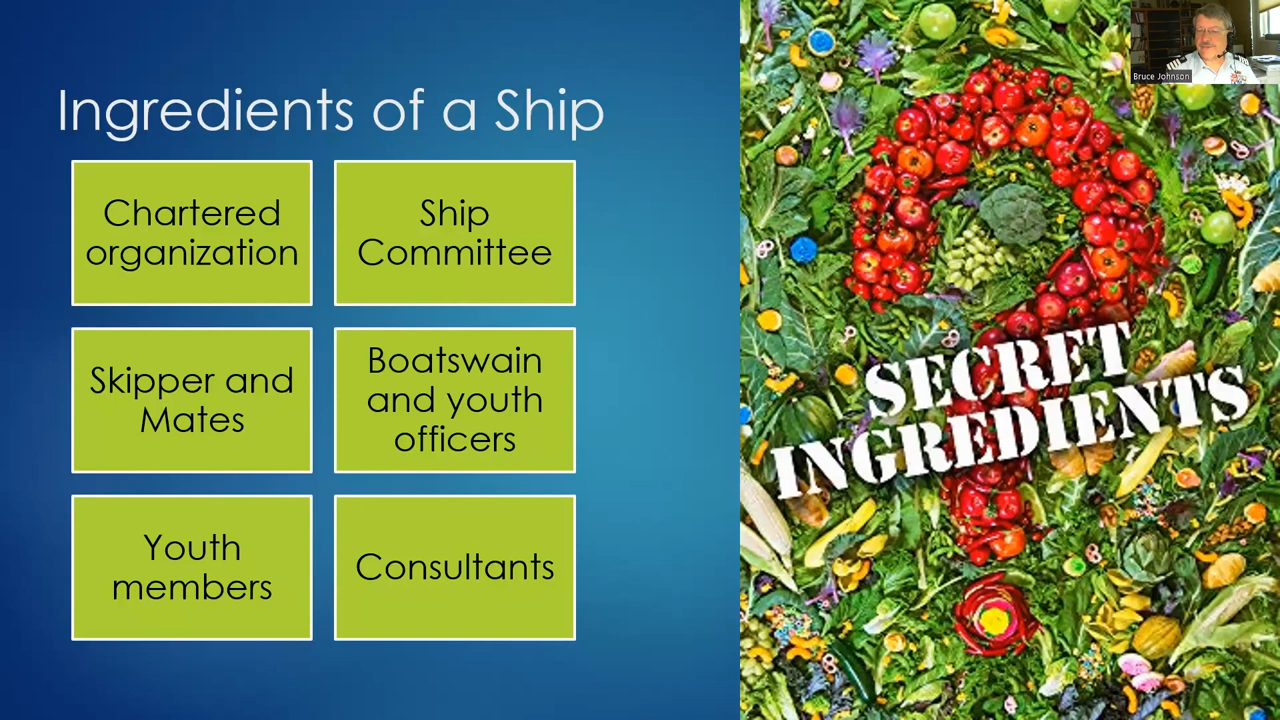 Ingredients of a Ship
Chartered
organization
Ship
Committee
Skipper and
Mates
Boatswain
and youth
officers
Youth
members
Consultants
SECRET
INGREDIENTS
Bruce Johnson